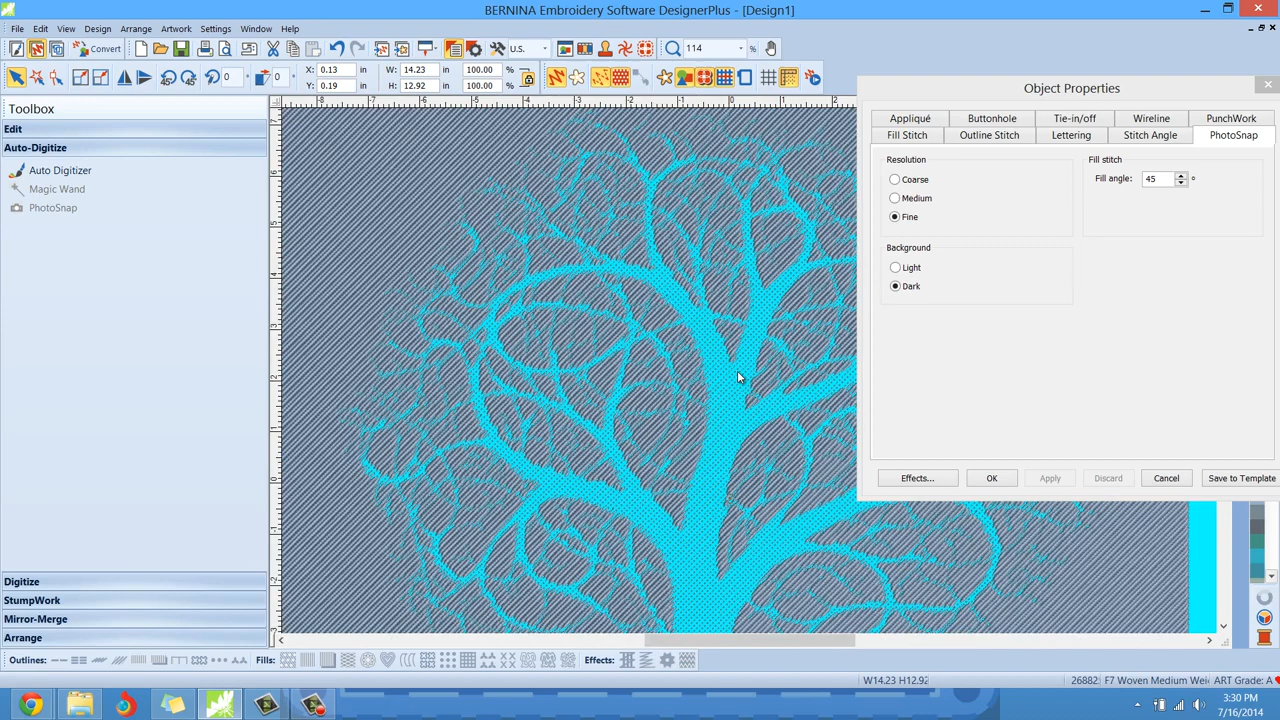 BERNINA Embroidery Software DesignerPlus - [Design1]
File Edit View Design Arrange Artwork Settings Window Help
Convert U.S. 114
X: 0.13 in W: 14.23 in 100.00 %
Y: 0.19 in H: 12.92 in 100.00 %
0 0
Toolbox
Edit
Auto-Digitize
Auto Digitizer
Magic Wand
PhotoSnap
Digitize
StumpWork
Mirror-Merge
Arrange
Object Properties
Appliqué Buttonhole Tie-in/off Wireline PunchWork
Fill Stitch Outline Stitch Lettering Stitch Angle PhotoSnap
Resolution
Coarse
Medium
Fine
Background
Light
Dark
Fill stitch
Fill angle: 45 °
Effects... OK Apply Discard Cancel Save to Template
Outlines: Fills: Effects:
W14.23 H12.92 26882 F7 Woven Medium Wei ART Grade: A
3:30 PM
7/16/2014